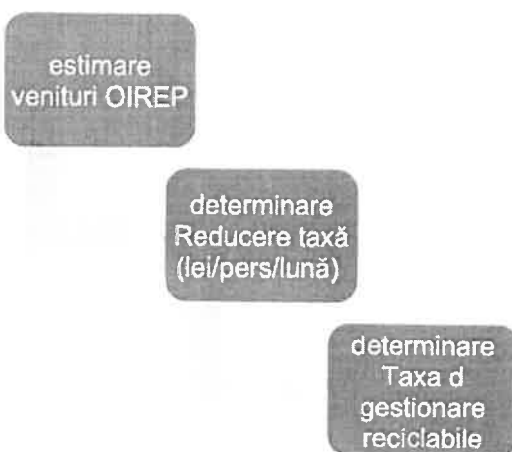 estimare
venituri OIREP
determinare
Reducere taxă
(lei/pers/lună)
determinare
Taxa d
gestionare
reciclabile